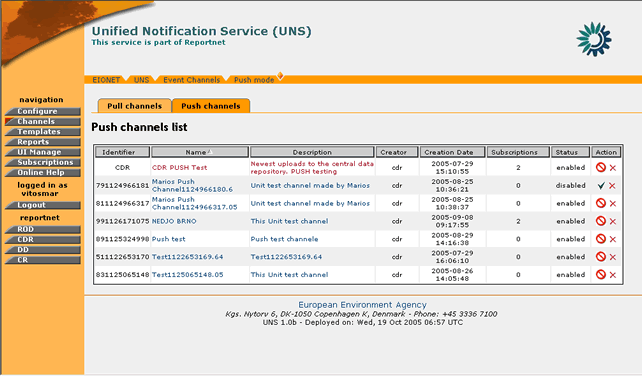 Unified Notification Service (UNS)
This service is part of Reportnet
EIONET UNS Event Channels Push mode
navigation
Configure
Channels
Templates
Reports
UI Manage
Subscriptions
Online Help
logged in as
vitosmar
Logout
reportnet
ROD
CDR
DD
CR
Pull channels Push channels
Push channels list
Identifier Name Description Creator Creation Date Subscriptions Status Action
CDR CDR PUSH Test Newest uploads to the central data repository. PUSH testing cdr 2005-07-29 15:10:55 2 enabled
791124966181 Marios Push Channel1124966180.6 Unit test channel made by Marios cdr 2005-08-25 10:36:21 0 disabled
811124966317 Marios Push Channel1124966317.05 Unit test channel made by Marios cdr 2005-08-25 10:38:37 0 enabled
991126171075 NEDJO BRNO This Unit test channel cdr 2005-09-08 09:17:55 2 enabled
891125324998 Push test Push test channele cdr 2005-08-29 14:16:38 0 enabled
511122653170 Test1122653169.64 Test1122653169.64 cdr 2005-07-29 16:06:10 0 enabled
831125065148 Test1125065148.05 This Unit test channel cdr 2005-08-26 14:05:48 0 enabled
European Environment Agency
Kgs. Nytorv 6, DK-1050 Copenhagen K, Denmark - Phone: +45 3336 7100
UNS 1.0b - Deployed on: Wed, 19 Oct 2005 06:57 UTC